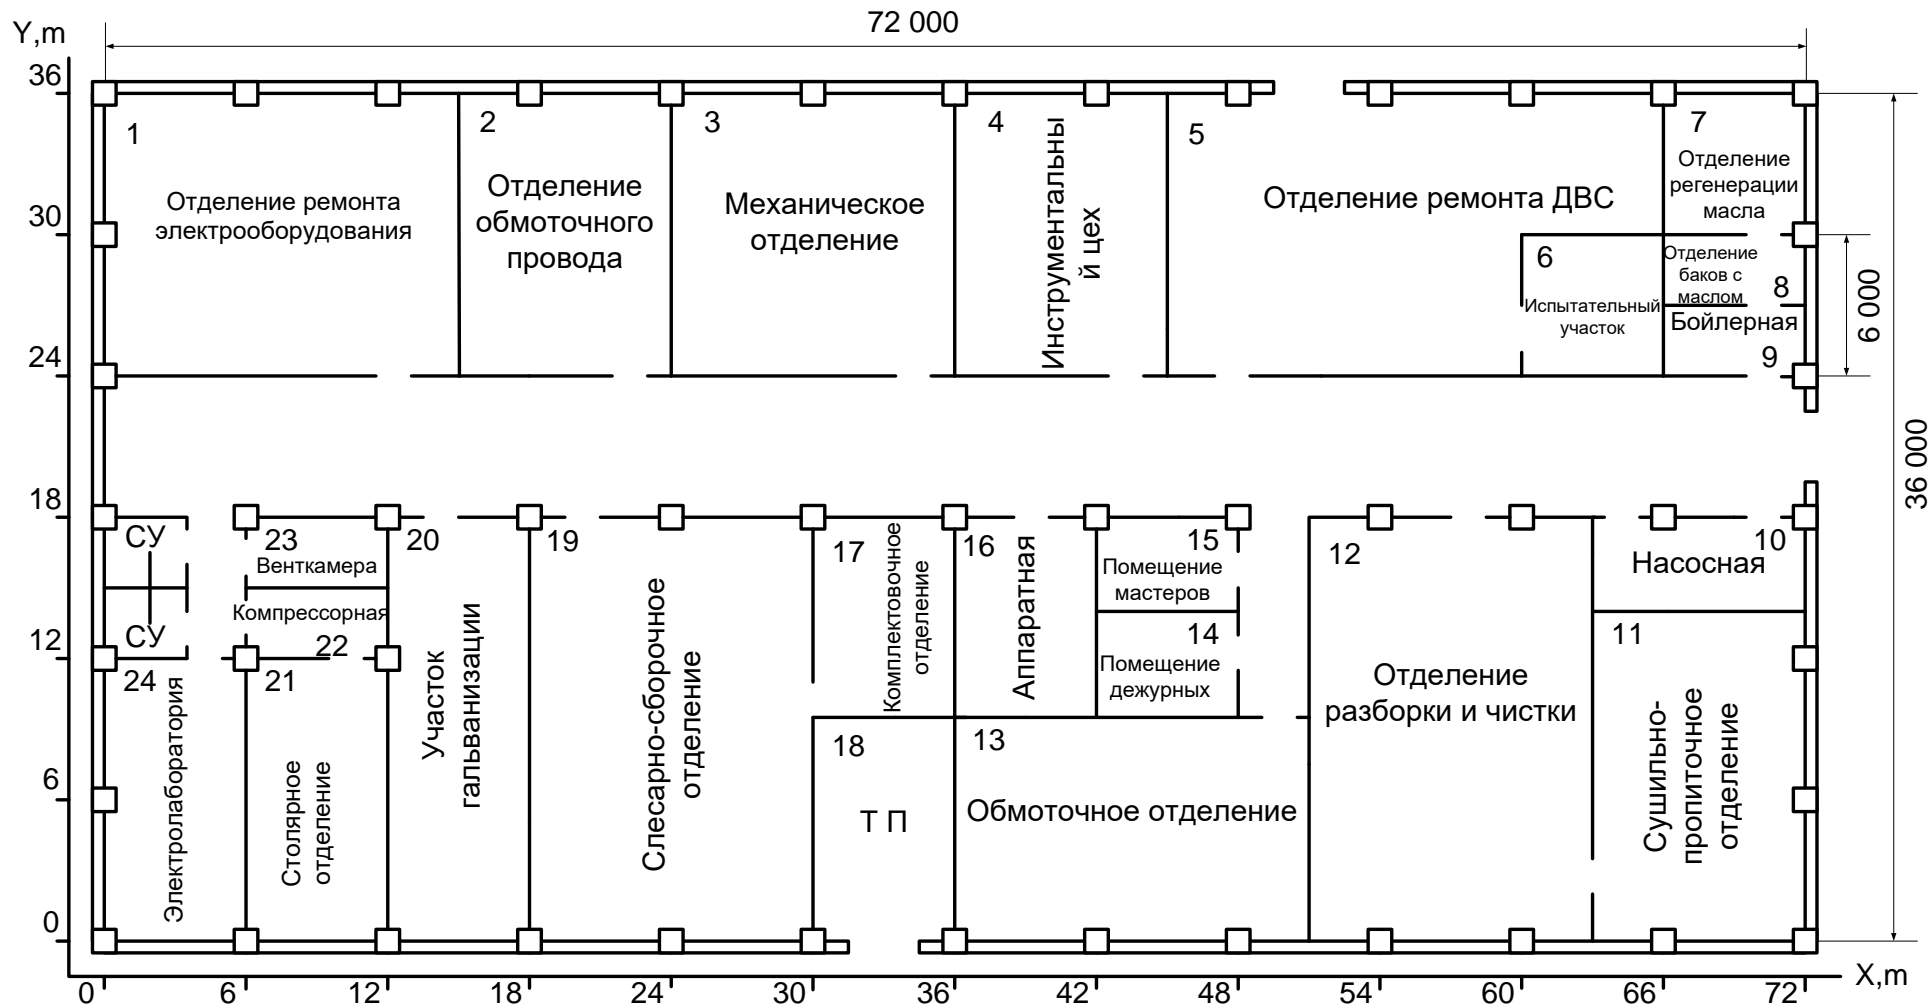 72 000
Y,m
36
30
24
18
12
6
0
1
Отделение ремонта
электрооборудования
2
Отделение
обмоточного
провода
3
Механическое
отделение
4
Инструментальны
й цех
5
Отделение ремонта ДВС
6
Испытательный
участок
7
Отделение
регенерации
масла
Отделение
баков с
маслом
8
Бойлерная
9
6 000
36 000
СУ
СУ
23
Венткамера
Компрессорная
22
20
Участок
гальванизации
19
Слесарно-сборочное
отделение
17
Комплектовочное
отделение
16
Аппаратная
15
Помещение
мастеров
14
Помещение
дежурных
12
Отделение
разборки и чистки
10
Насосная
11
Сушильно-
пропиточное
отделение
24
Электролаборатория
21
Столярное
отделение
18
Т П
13
Обмоточное отделение
0
6
12
18
24
30
36
42
48
54
60
66
72
X,m